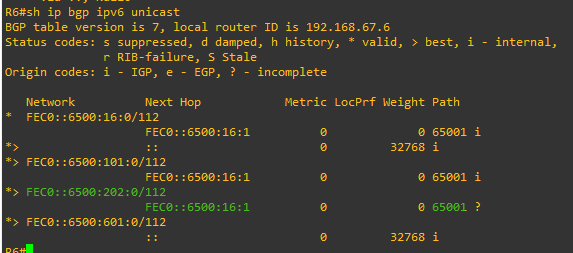 R6#sh ip bgp ipv6 unicast
BGP table version is 7, local router ID is 192.168.67.6
Status codes: s suppressed, d damped, h history, * valid, > best, i - internal,
              r RIB-failure, S Stale
Origin codes: i - IGP, e - EGP, ? - incomplete
   Network          Next Hop            Metric LocPrf Weight Path
*  FEC0::6500:16:0/112
                    FEC0::6500:16:1          0             0 65001 i
*>                  ::                       0         32768 i
*> FEC0::6500:101:0/112
                    FEC0::6500:16:1          0             0 65001 i
*> FEC0::6500:202:0/112
                    FEC0::6500:16:1          0             0 65001 ?
*> FEC0::6500:601:0/112
                    ::                       0         32768 i
R6#